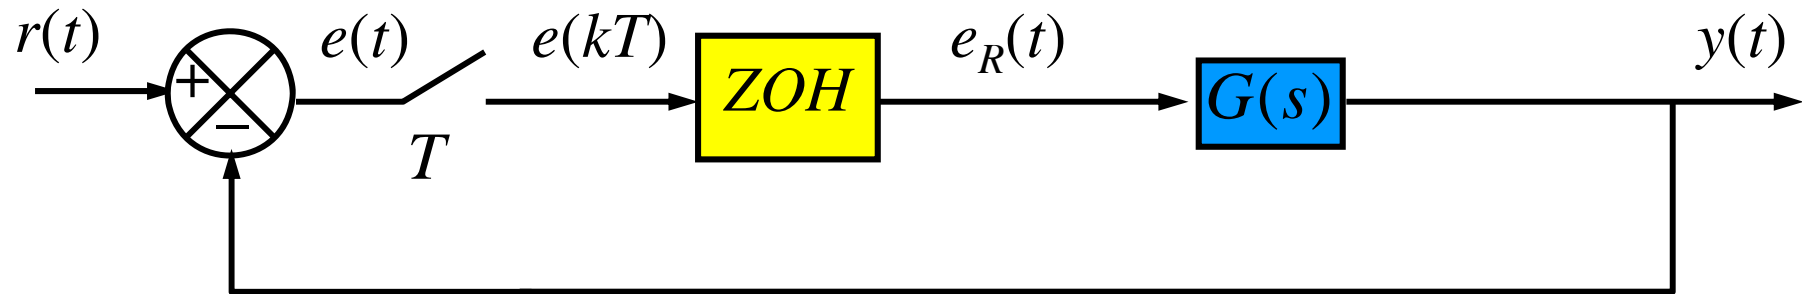 r(t) e(t) e(kT) e_R(t) y(t)
+ ZOH G(s)
−
T